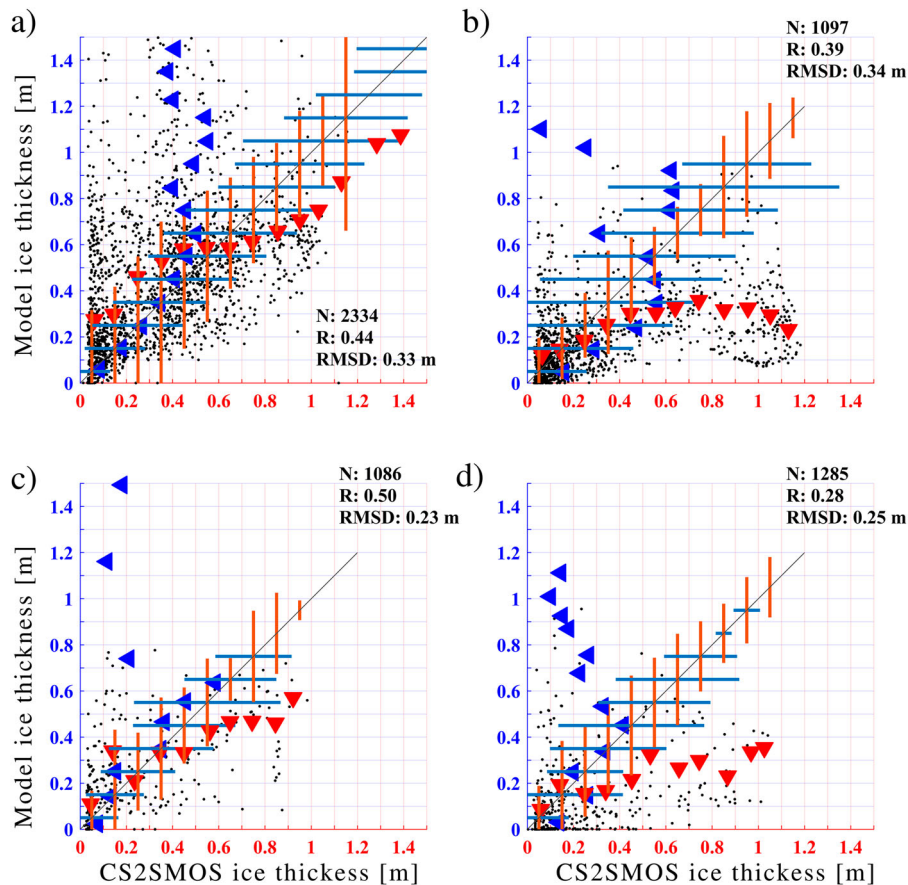 a)
b)
N: 1097
R: 0.39
RMSD: 0.34 m
Model ice thickness [m]
1.4
1.2
1
0.8
0.6
0.4
0.2
0
N: 2334
R: 0.44
RMSD: 0.33 m
0 0.2 0.4 0.6 0.8 1 1.2 1.4
1.4
1.2
1
0.8
0.6
0.4
0.2
0
0 0.2 0.4 0.6 0.8 1 1.2 1.4
c)
N: 1086
R: 0.50
RMSD: 0.23 m
d)
N: 1285
R: 0.28
RMSD: 0.25 m
Model ice thickness [m]
1.4
1.2
1
0.8
0.6
0.4
0.2
0
0 0.2 0.4 0.6 0.8 1 1.2 1.4
CS2SMOS ice thickess [m]
1.4
1.2
1
0.8
0.6
0.4
0.2
0
0 0.2 0.4 0.6 0.8 1 1.2 1.4
CS2SMOS ice thickess [m]